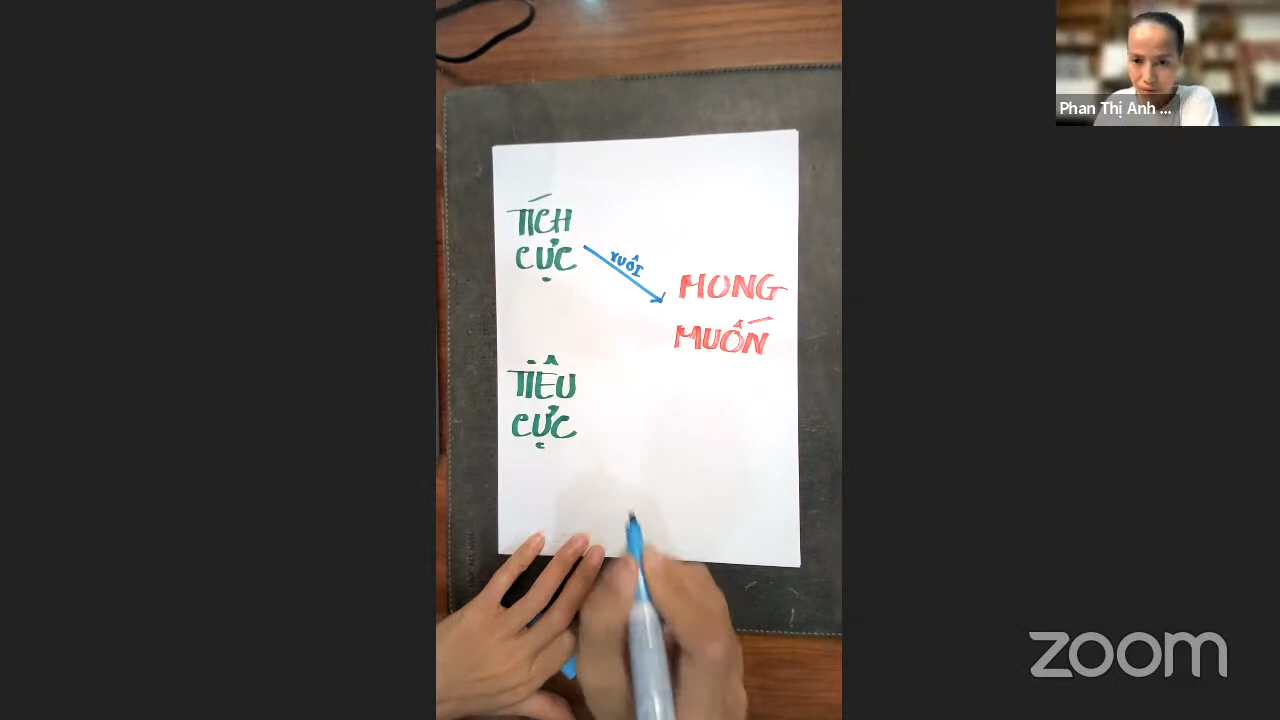 Phan Thị Anh ...
TÍCH
CỰC
XUÔI
MONG
MUỐN
TIÊU
CỰC
zoom